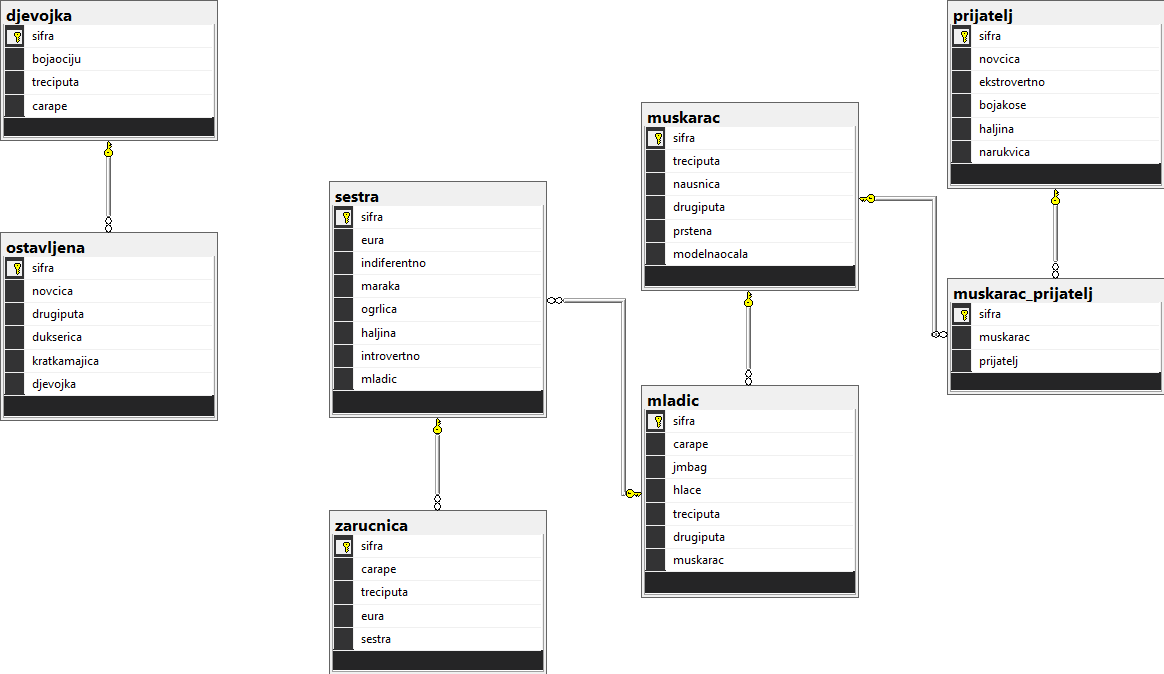 djevojka
sifra
bojaociju
treciputa
carape
ostavljena
sifra
novcica
drugiputa
dukserica
kratkamajica
djevojka
sestra
sifra
eura
indiferentno
maraka
ogrlica
haljina
introvertno
mladic
zarucnica
sifra
carape
treciputa
eura
sestra
muskarac
sifra
treciputa
nausnica
drugiputa
prstena
modelnaocala
mladic
sifra
carape
jmbag
hlace
treciputa
drugiputa
muskarac
prijatelj
sifra
novcica
ekstrovertno
bojakose
haljina
narukvica
muskarac_prijatelj
sifra
muskarac
prijatelj